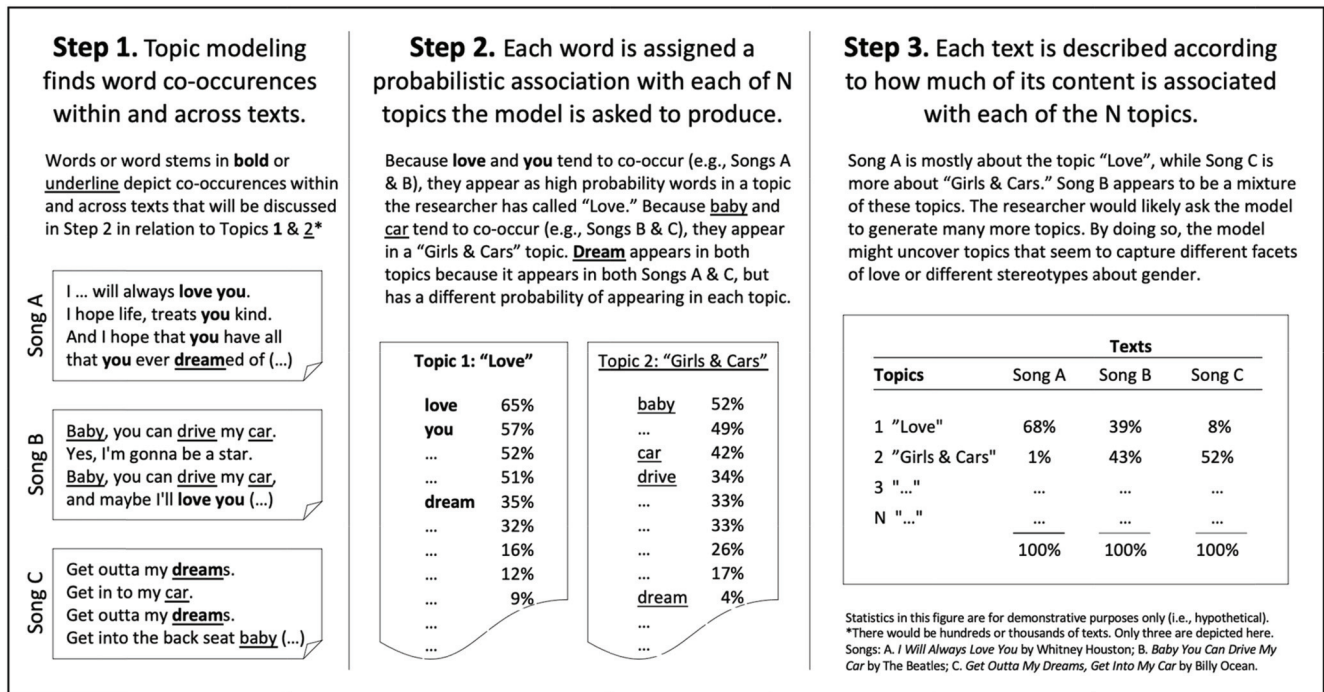 Step 1. Topic modeling
finds word co-occurences
within and across texts.
Words or word stems in bold or
underline depict co-occurences within
and across texts that will be discussed
in Step 2 in relation to Topics 1 & 2*
Song A
I ... will always love you.
I hope life, treats you kind.
And I hope that you have all
that you ever dreamed of (...)
Song B
Baby, you can drive my car.
Yes, I'm gonna be a star.
Baby, you can drive my car,
and maybe I'll love you (...)
Song C
Get outta my dreams.
Get in to my car.
Get outta my dreams.
Get into the back seat baby (...)
Step 2. Each word is assigned a
probabilistic association with each of N
topics the model is asked to produce.
Because love and you tend to co-occur (e.g., Songs A
& B), they appear as high probability words in a topic
the researcher has called “Love.” Because baby and
car tend to co-occur (e.g., Songs B & C), they appear
in a “Girls & Cars” topic. Dream appears in both
topics because it appears in both Songs A & C, but
has a different probability of appearing in each topic.
Topic 1: “Love”
love 65%
you 57%
... 52%
... 51%
dream 35%
... 32%
... 16%
... 12%
... 9%
...
...
Topic 2: “Girls & Cars”
baby 52%
... 49%
car 42%
drive 34%
... 33%
... 33%
... 26%
... 17%
dream 4%
...
...
Step 3. Each text is described according
to how much of its content is associated
with each of the N topics.
Song A is mostly about the topic “Love”, while Song C is
more about “Girls & Cars.” Song B appears to be a mixture
of these topics. The researcher would likely ask the model
to generate many more topics. By doing so, the model
might uncover topics that seem to capture different facets
of love or different stereotypes about gender.
Texts
Topics Song A Song B Song C
1 ”Love" 68% 39% 8%
2 ”Girls & Cars" 1% 43% 52%
3 "..." ... ... ...
N "..." ... ... ...
100% 100% 100%
Statistics in this figure are for demonstrative purposes only (i.e., hypothetical).
*There would be hundreds or thousands of texts. Only three are depicted here.
Songs: A. I Will Always Love You by Whitney Houston; B. Baby You Can Drive My
Car by The Beatles; C. Get Outta My Dreams, Get Into My Car by Billy Ocean.